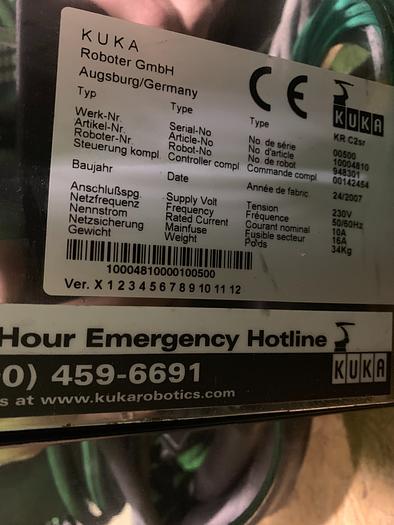 KUKA
Roboter GmbH
Augsburg/Germany
CE
KUKA
Typ Type Type KR C2sr
Werk-Nr. Serial-No No. de série 00500
Artikel-Nr. Article-No No. d'article 10004810
Roboter-Nr. Robot-No No. de robot 948301
Steuerung kompl. Controller compl Commande compl 00142454
Baujahr Date Année de fabric 24/2007
Anschlußspg. Supply Volt Tension 230V
Netzfrequenz Frequency Fréquence 50/60Hz
Nennstrom Rated Current Courant nominal 10A
Netzsicherung Mainfuse Fusible secteur 16A
Gewicht Weight Poids 34Kg
10004810000100500
Ver. X 1 2 3 4 5 6 7 8 9 10 11 12
Hour Emergency Hotline
0) 459-6691
s at www.kukarobotics.com
KUKA